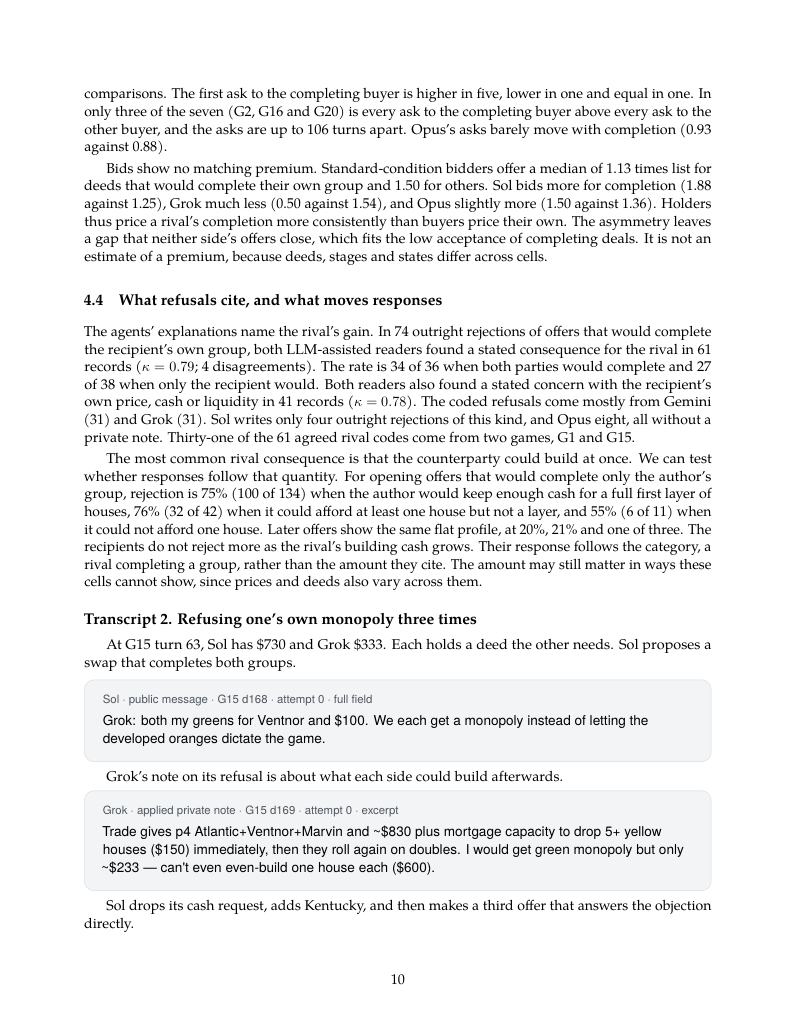 comparisons. The first ask to the completing buyer is higher in five, lower in one and equal in one. In
only three of the seven (G2, G16 and G20) is every ask to the completing buyer above every ask to the
other buyer, and the asks are up to 106 turns apart. Opus's asks barely move with completion (0.93
against 0.88).
Bids show no matching premium. Standard-condition bidders offer a median of 1.13 times list for
deeds that would complete their own group and 1.50 for others. Sol bids more for completion (1.88
against 1.25), Grok much less (0.50 against 1.54), and Opus slightly more (1.50 against 1.36). Holders
thus price a rival's completion more consistently than buyers price their own. The asymmetry leaves
a gap that neither side's offers close, which fits the low acceptance of completing deals. It is not an
estimate of a premium, because deeds, stages and states differ across cells.
4.4 What refusals cite, and what moves responses
The agents' explanations name the rival's gain. In 74 outright rejections of offers that would complete
the recipient's own group, both LLM-assisted readers found a stated consequence for the rival in 61
records (κ = 0.79; 4 disagreements). The rate is 34 of 36 when both parties would complete and 27
of 38 when only the recipient would. Both readers also found a stated concern with the recipient's
own price, cash or liquidity in 41 records (κ = 0.78). The coded refusals come mostly from Gemini
(31) and Grok (31). Sol writes only four outright rejections of this kind, and Opus eight, all without a
private note. Thirty-one of the 61 agreed rival codes come from two games, G1 and G15.
The most common rival consequence is that the counterparty could build at once. We can test
whether responses follow that quantity. For opening offers that would complete only the author's
group, rejection is 75% (100 of 134) when the author would keep enough cash for a full first layer of
houses, 76% (32 of 42) when it could afford at least one house but not a layer, and 55% (6 of 11) when
it could not afford one house. Later offers show the same flat profile, at 20%, 21% and one of three. The
recipients do not reject more as the rival's building cash grows. Their response follows the category, a
rival completing a group, rather than the amount they cite. The amount may still matter in ways these
cells cannot show, since prices and deeds also vary across them.
Transcript 2. Refusing one's own monopoly three times
At G15 turn 63, Sol has $730 and Grok $333. Each holds a deed the other needs. Sol proposes a
swap that completes both groups.
Sol · public message · G15 d168 · attempt 0 · full field
Grok: both my greens for Ventnor and $100. We each get a monopoly instead of letting the
developed oranges dictate the game.
Grok's note on its refusal is about what each side could build afterwards.
Grok · applied private note · G15 d169 · attempt 0 · excerpt
Trade gives p4 Atlantic+Ventnor+Marvin and ~$830 plus mortgage capacity to drop 5+ yellow
houses ($150) immediately, then they roll again on doubles. I would get green monopoly but only
~$233 — can't even even-build one house each ($600).
Sol drops its cash request, adds Kentucky, and then makes a third offer that answers the objection
directly.
10